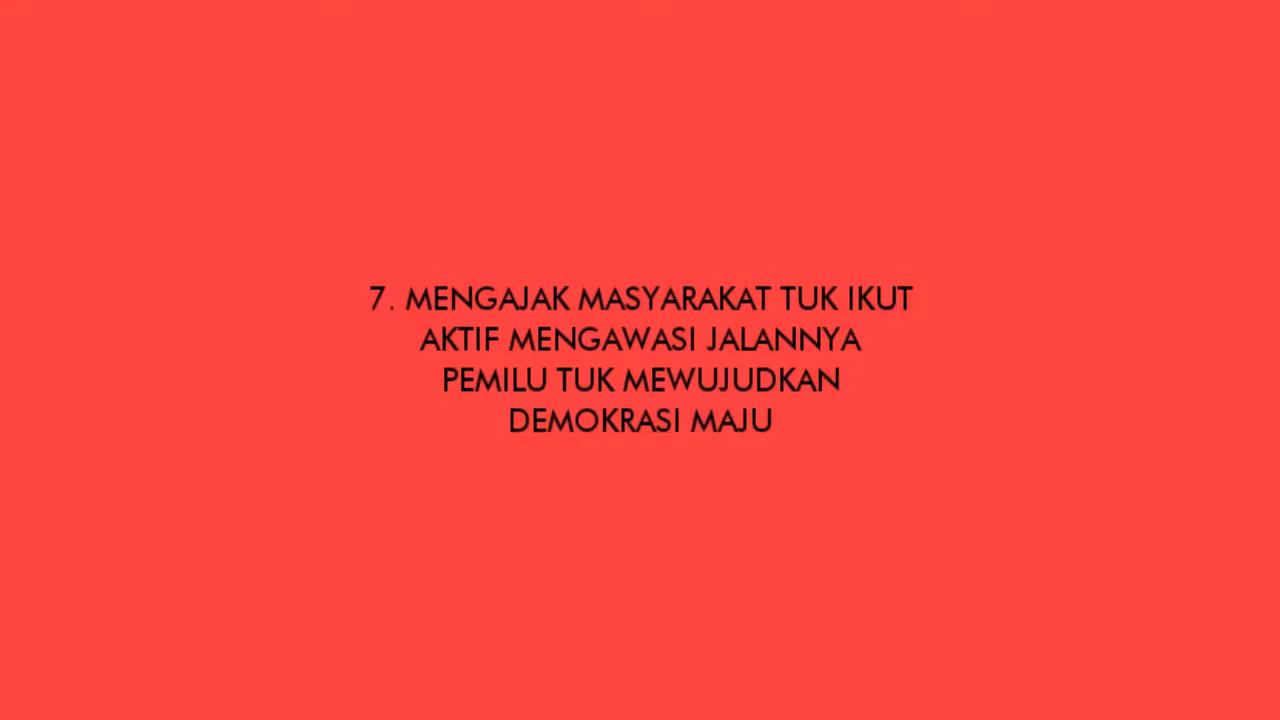 7. MENGAJAK MASYARAKAT TUK IKUT
AKTIF MENGAWASI JALANNYA
PEMILU TUK MEWUJUDKAN
DEMOKRASI MAJU